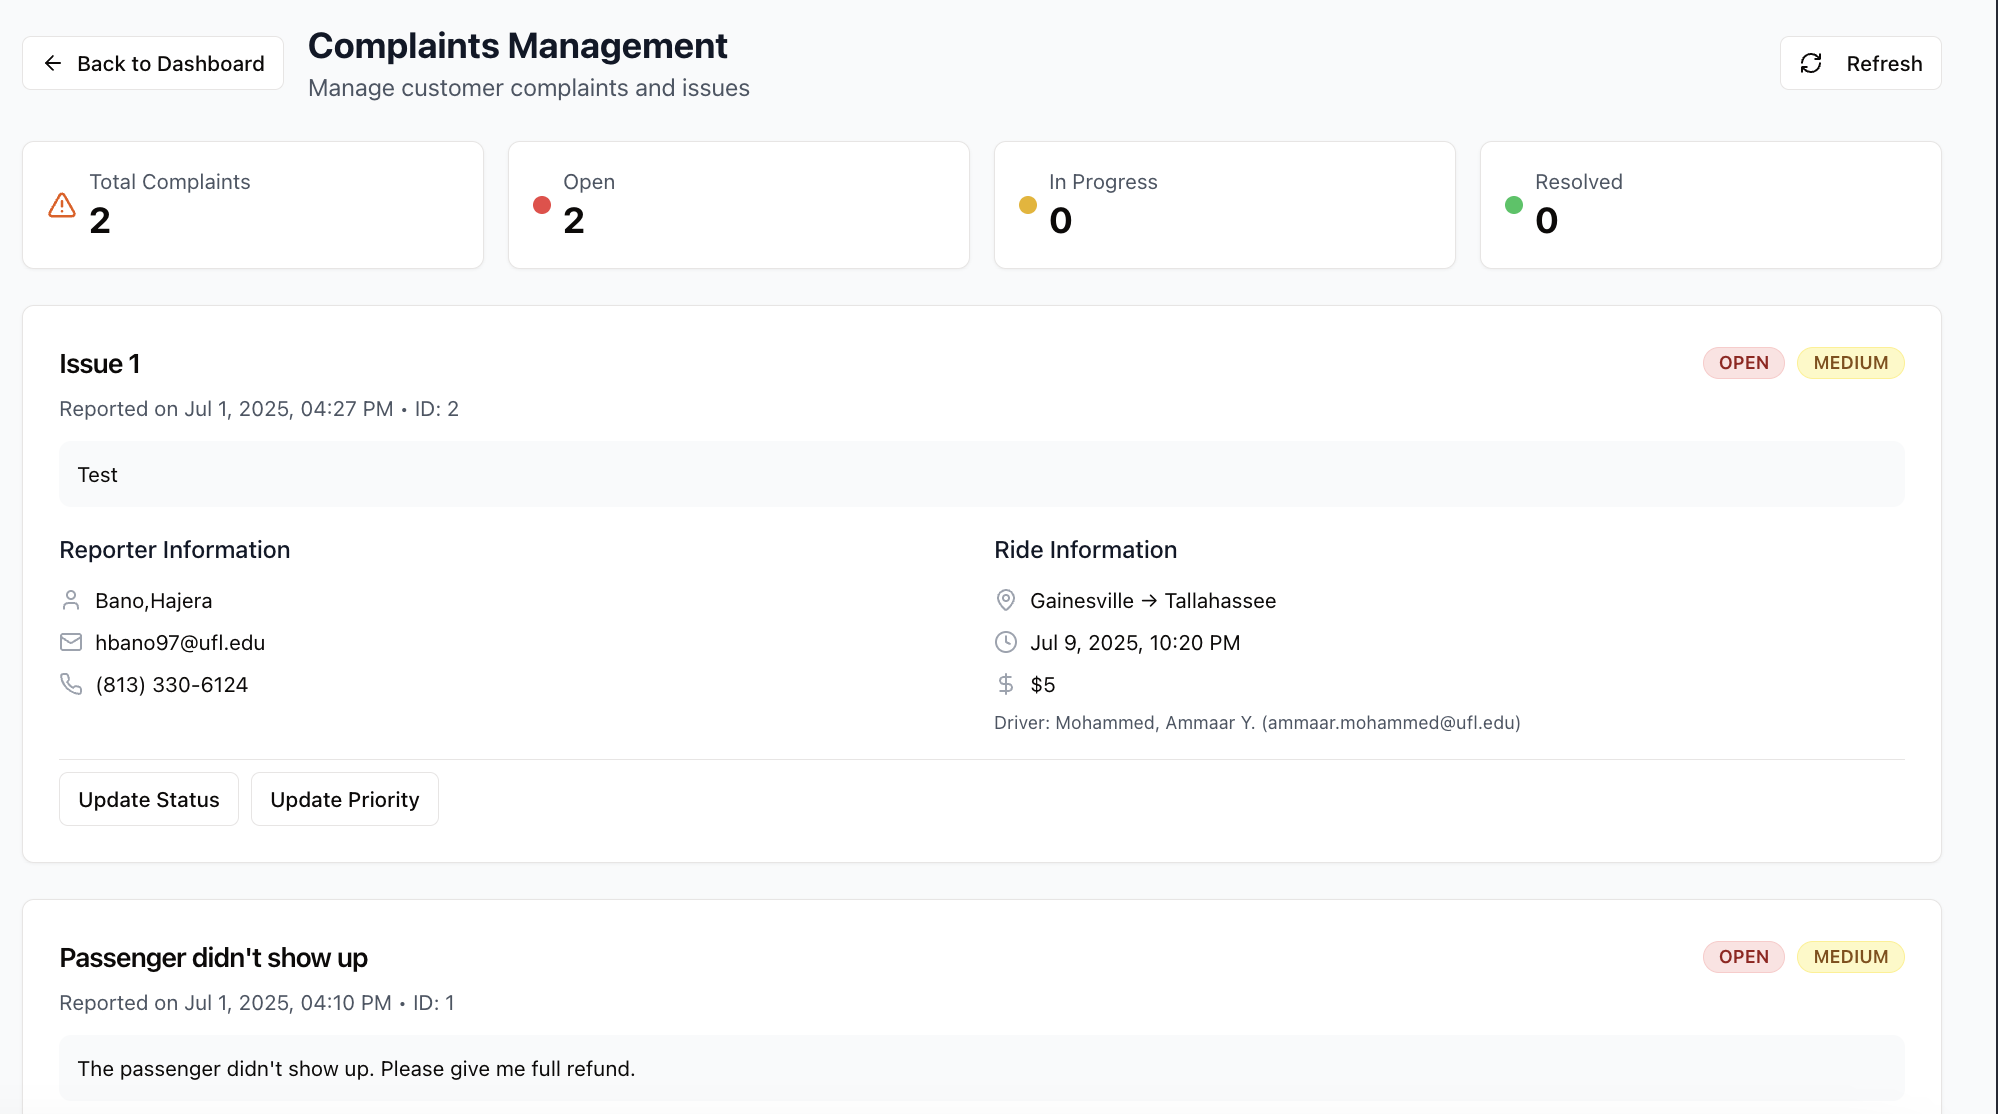 Back to Dashboard
Complaints Management
Manage customer complaints and issues
Refresh
Total Complaints
2
Open
2
In Progress
0
Resolved
0
Issue 1
OPEN
MEDIUM
Reported on Jul 1, 2025, 04:27 PM • ID: 2
Test
Reporter Information
Bano,Hajera
hbano97@ufl.edu
(813) 330-6124
Ride Information
Gainesville → Tallahassee
Jul 9, 2025, 10:20 PM
$5
Driver: Mohammed, Ammaar Y. (ammaar.mohammed@ufl.edu)
Update Status
Update Priority
Passenger didn't show up
OPEN
MEDIUM
Reported on Jul 1, 2025, 04:10 PM • ID: 1
The passenger didn't show up. Please give me full refund.